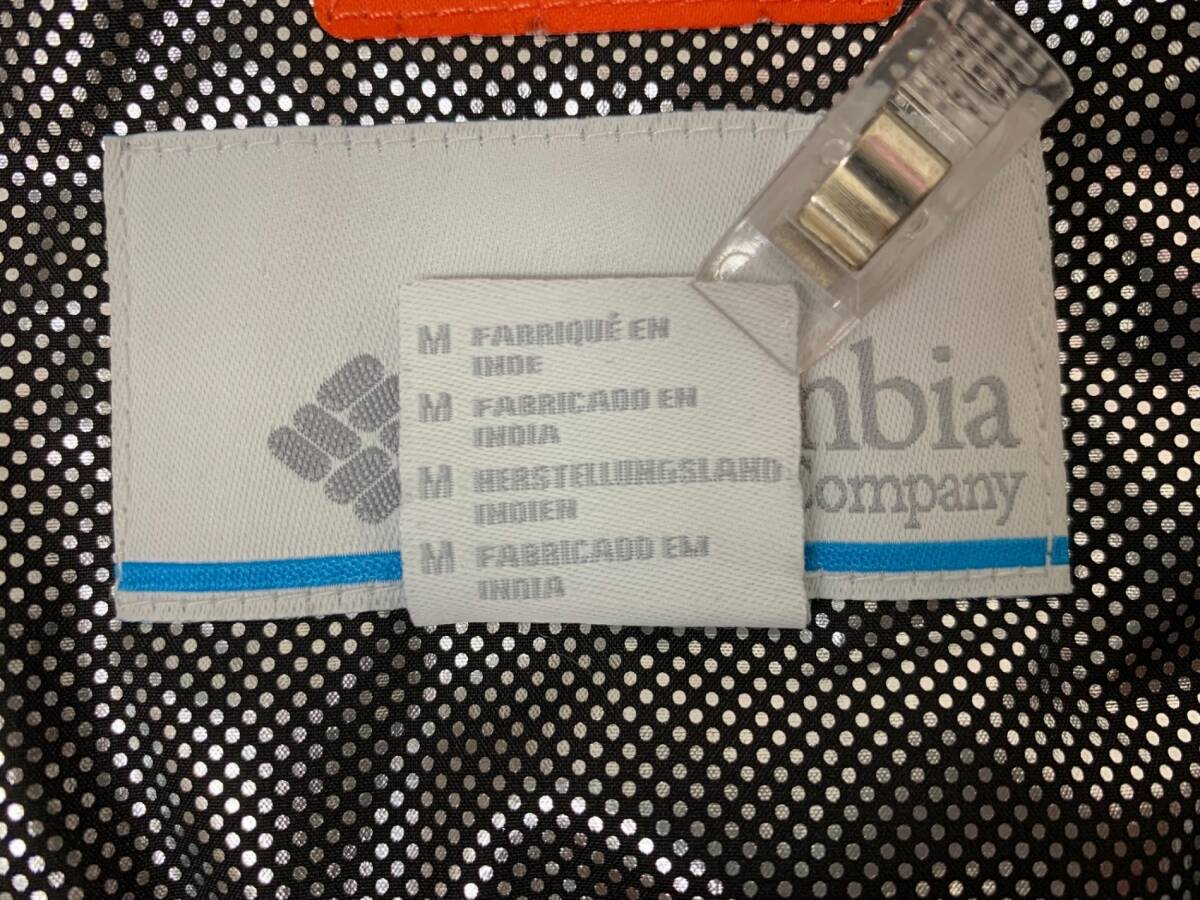 M FABRIQUÉ EN
INDE
M FABRICADO EN
INDIA
M HERSTELLUNGSLAND
INDIEN
M FABRICADO EM
INDIA
mbia
Company